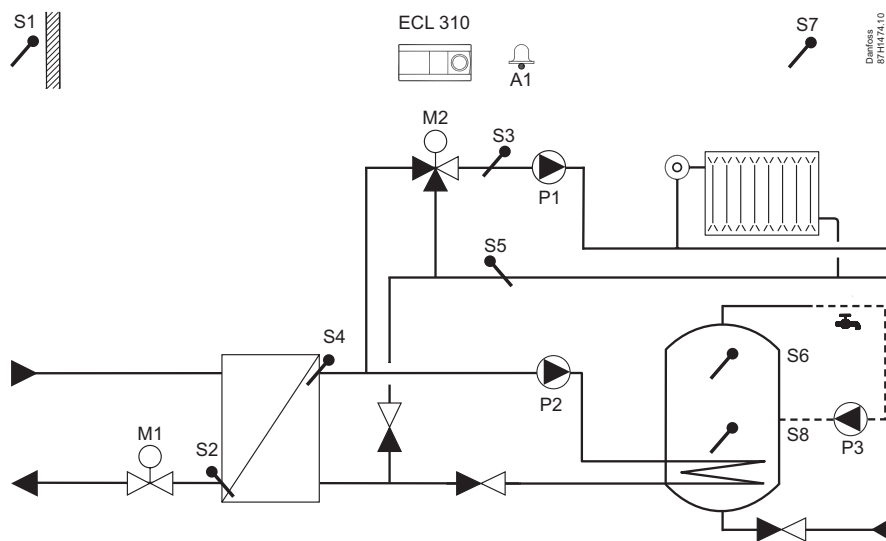 S1
ECL 310
S7
Danfoss
87H1474.10
A1
M2
S3
P1
S5
S4
S6
P2
M1
S2
S8
P3